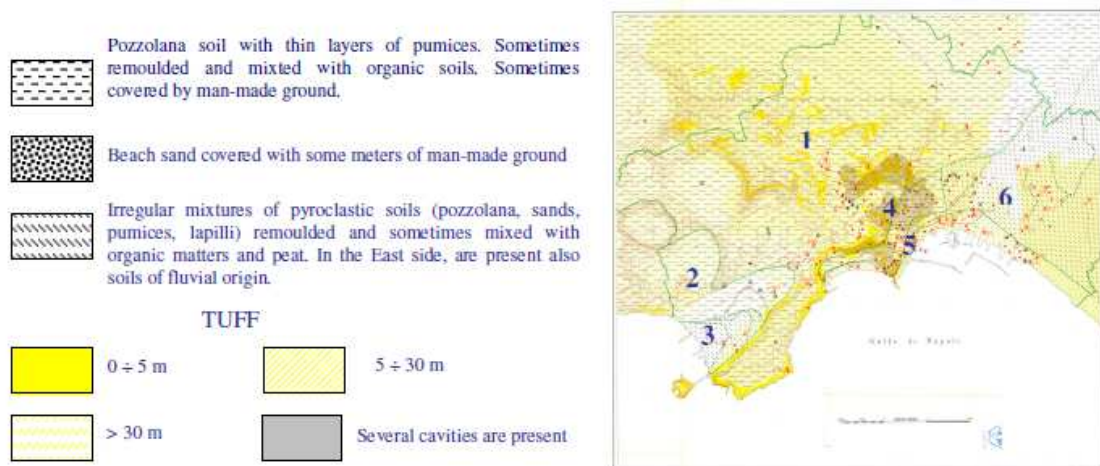 Pozzolana soil with thin layers of pumices. Sometimes
remoulded and mixted with organic soils. Sometimes
covered by man-made ground.
Beach sand covered with some meters of man-made ground
Irregular mixtures of pyroclastic soils (pozzolana, sands,
pumices, lapilli) remoulded and sometimes mixed with
organic matters and peat. In the East side, are present also
soils of fluvial origin.
TUFF
0 ÷ 5 m
5 ÷ 30 m
> 30 m
Several cavities are present
1
4
6
5
2
3
Golfo di Napoli